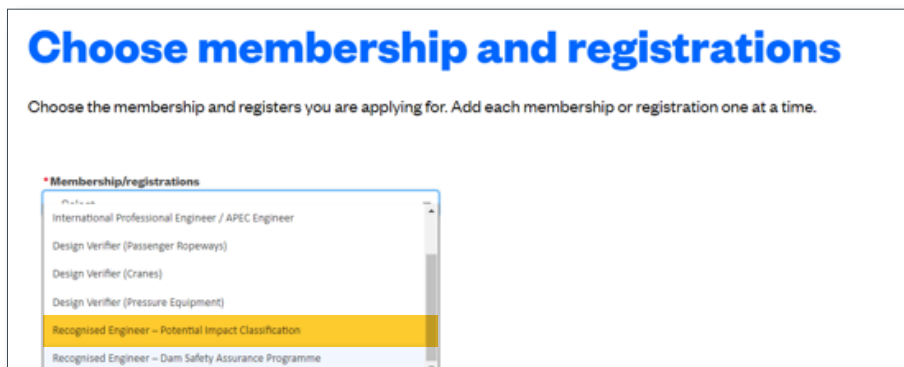 Choose membership and registrations
Choose the membership and registers you are applying for. Add each membership or registration one at a time.
*Membership/registrations
International Professional Engineer / APEC Engineer
Design Verifier (Passenger Ropeways)
Design Verifier (Cranes)
Design Verifier (Pressure Equipment)
Recognised Engineer – Potential Impact Classification
Recognised Engineer – Dam Safety Assurance Programme